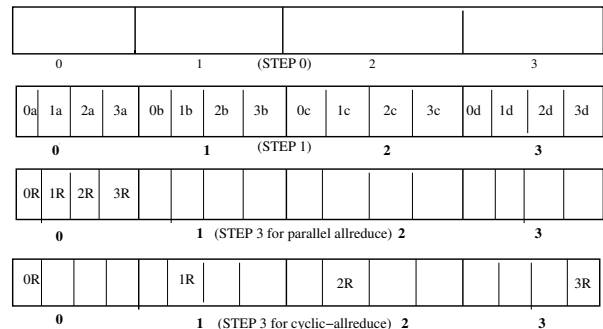 0 1 (STEP 0) 2 3
0a 1a 2a 3a 0b 1b 2b 3b 0c 1c 2c 3c 0d 1d 2d 3d
0 1 (STEP 1) 2 3
0R 1R 2R 3R
0 1 (STEP 3 for parallel allreduce) 2 3
0R 1R 2R 3R
0 1 (STEP 3 for cyclic−allreduce) 2 3